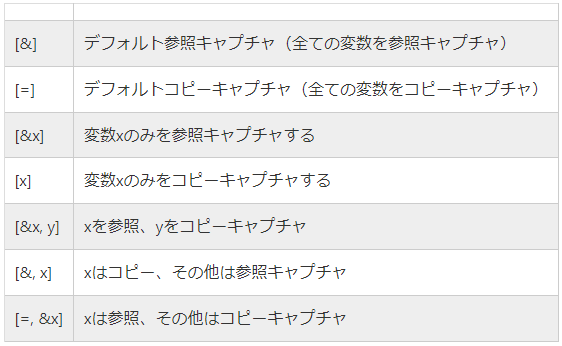 [&] デフォルト参照キャプチャ（全ての変数を参照キャプチャ）
[=] デフォルトコピーキャプチャ（全ての変数をコピーキャプチャ）
[&x] 変数xのみを参照キャプチャする
[x] 変数xのみをコピーキャプチャする
[&x, y] xを参照、yをコピーキャプチャ
[&, x] xはコピー、その他は参照キャプチャ
[=, &x] xは参照、その他はコピーキャプチャ